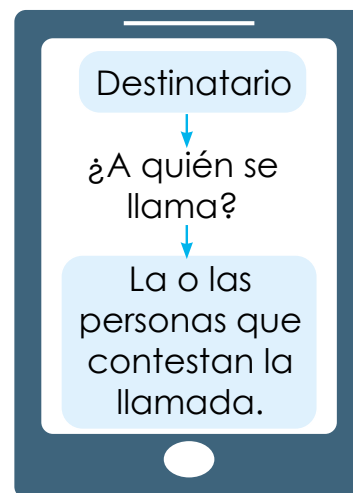 Destinatario
¿A quién se
llama?
La o las
personas que
contestan la
llamada.